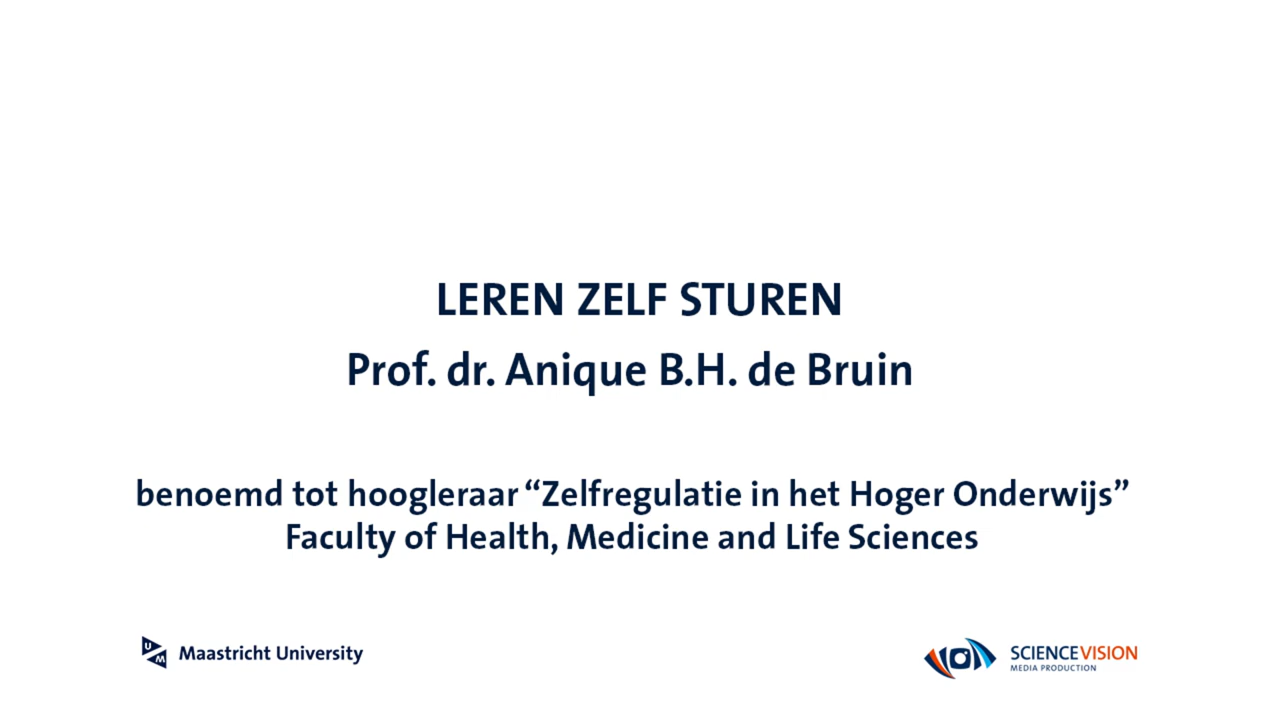 LEREN ZELF STUREN
Prof. dr. Anique B.H. de Bruin
benoemd tot hoogleraar “Zelfregulatie in het Hoger Onderwijs”
Faculty of Health, Medicine and Life Sciences
UM Maastricht University
SCIENCEVISION
MEDIA PRODUCTION